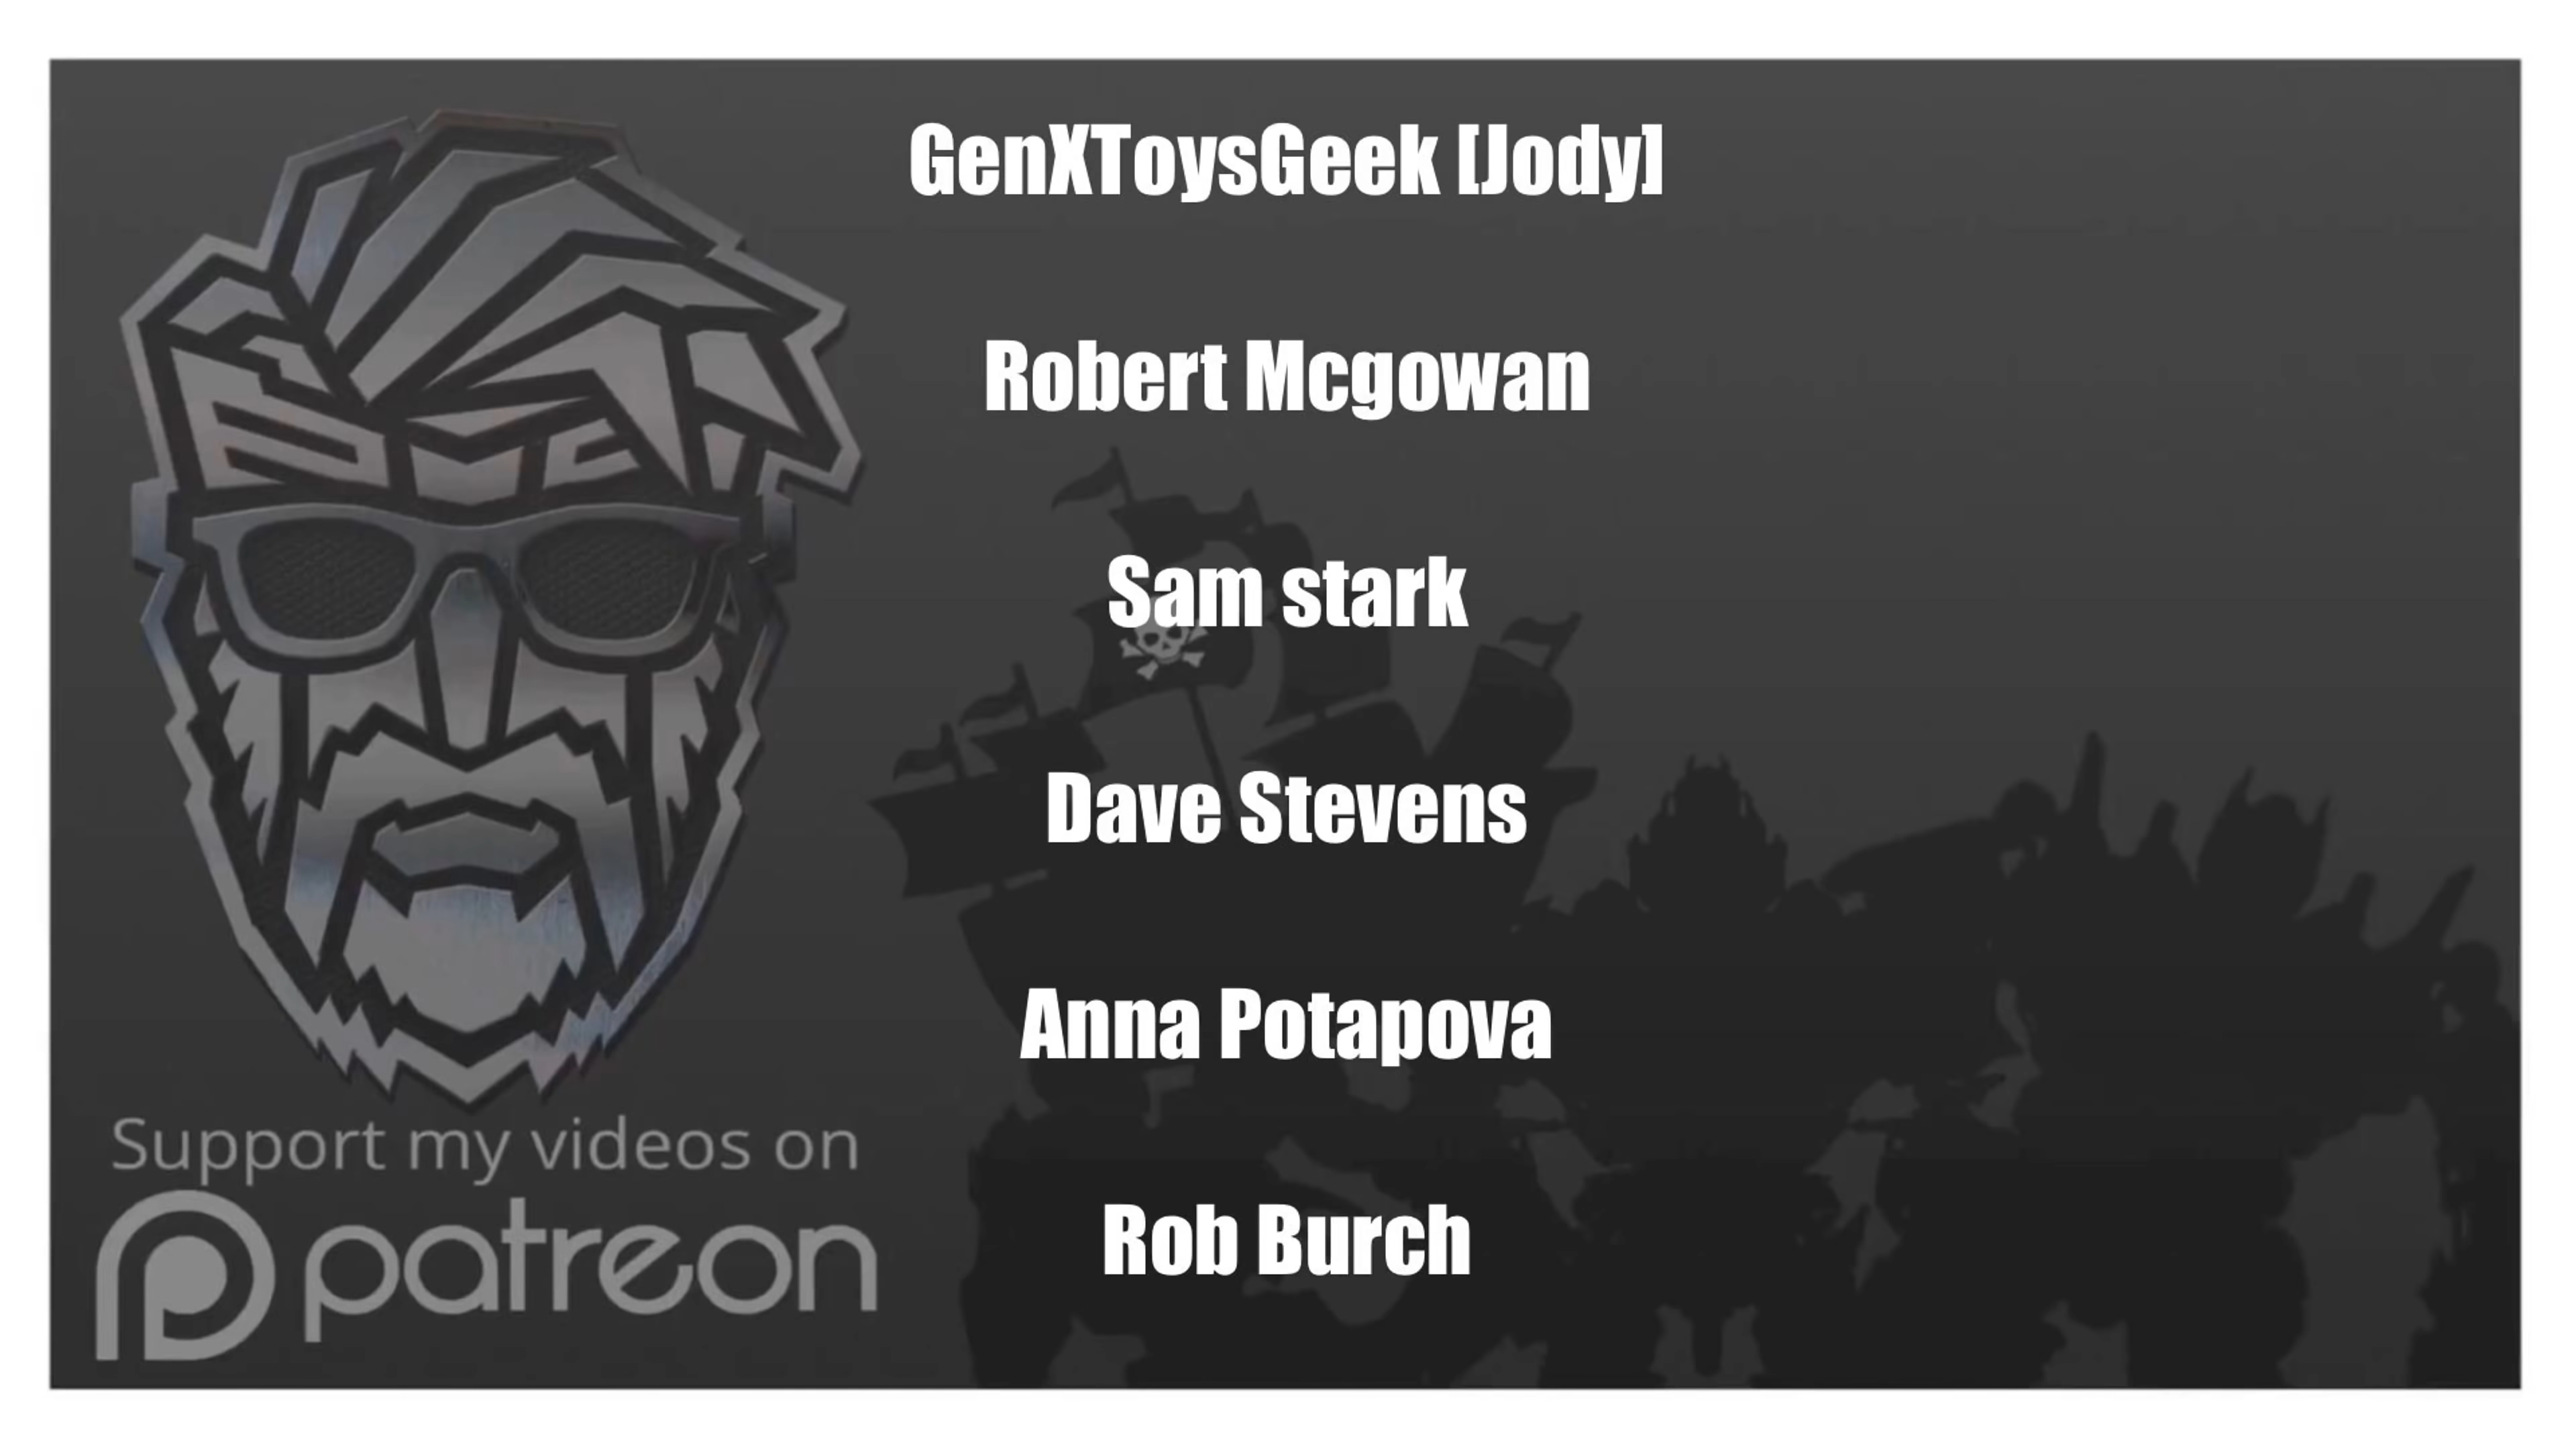 GenXToysGeek [Jody]
Robert Mcgowan
Sam stark
Dave Stevens
Anna Potapova
Rob Burch
Support my videos on
patreon